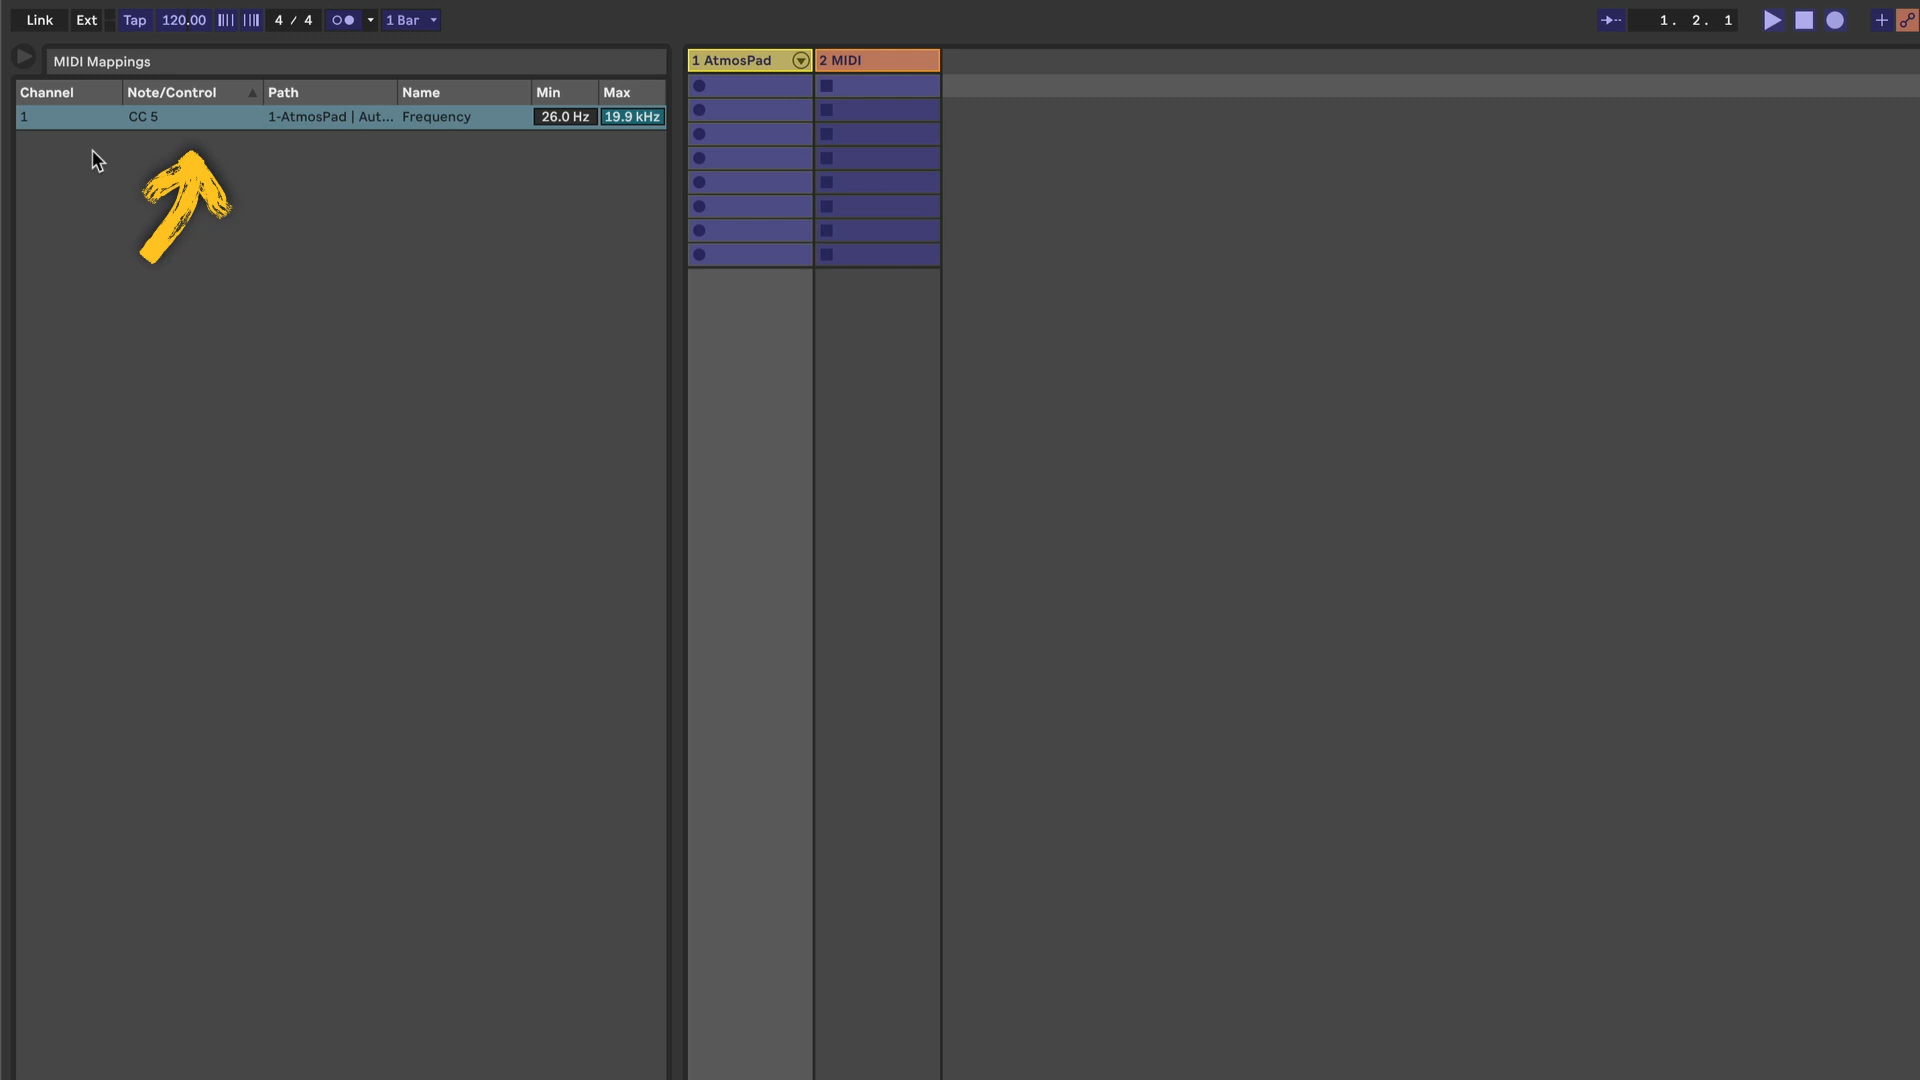 Link Ext Tap 120.00 4 / 4 1 Bar 1. 2. 1
MIDI Mappings
1 AtmosPad 2 MIDI
Channel Note/Control Path Name Min Max
1 CC 5 1-AtmosPad | Aut... Frequency 26.0 Hz 19.9 kHz